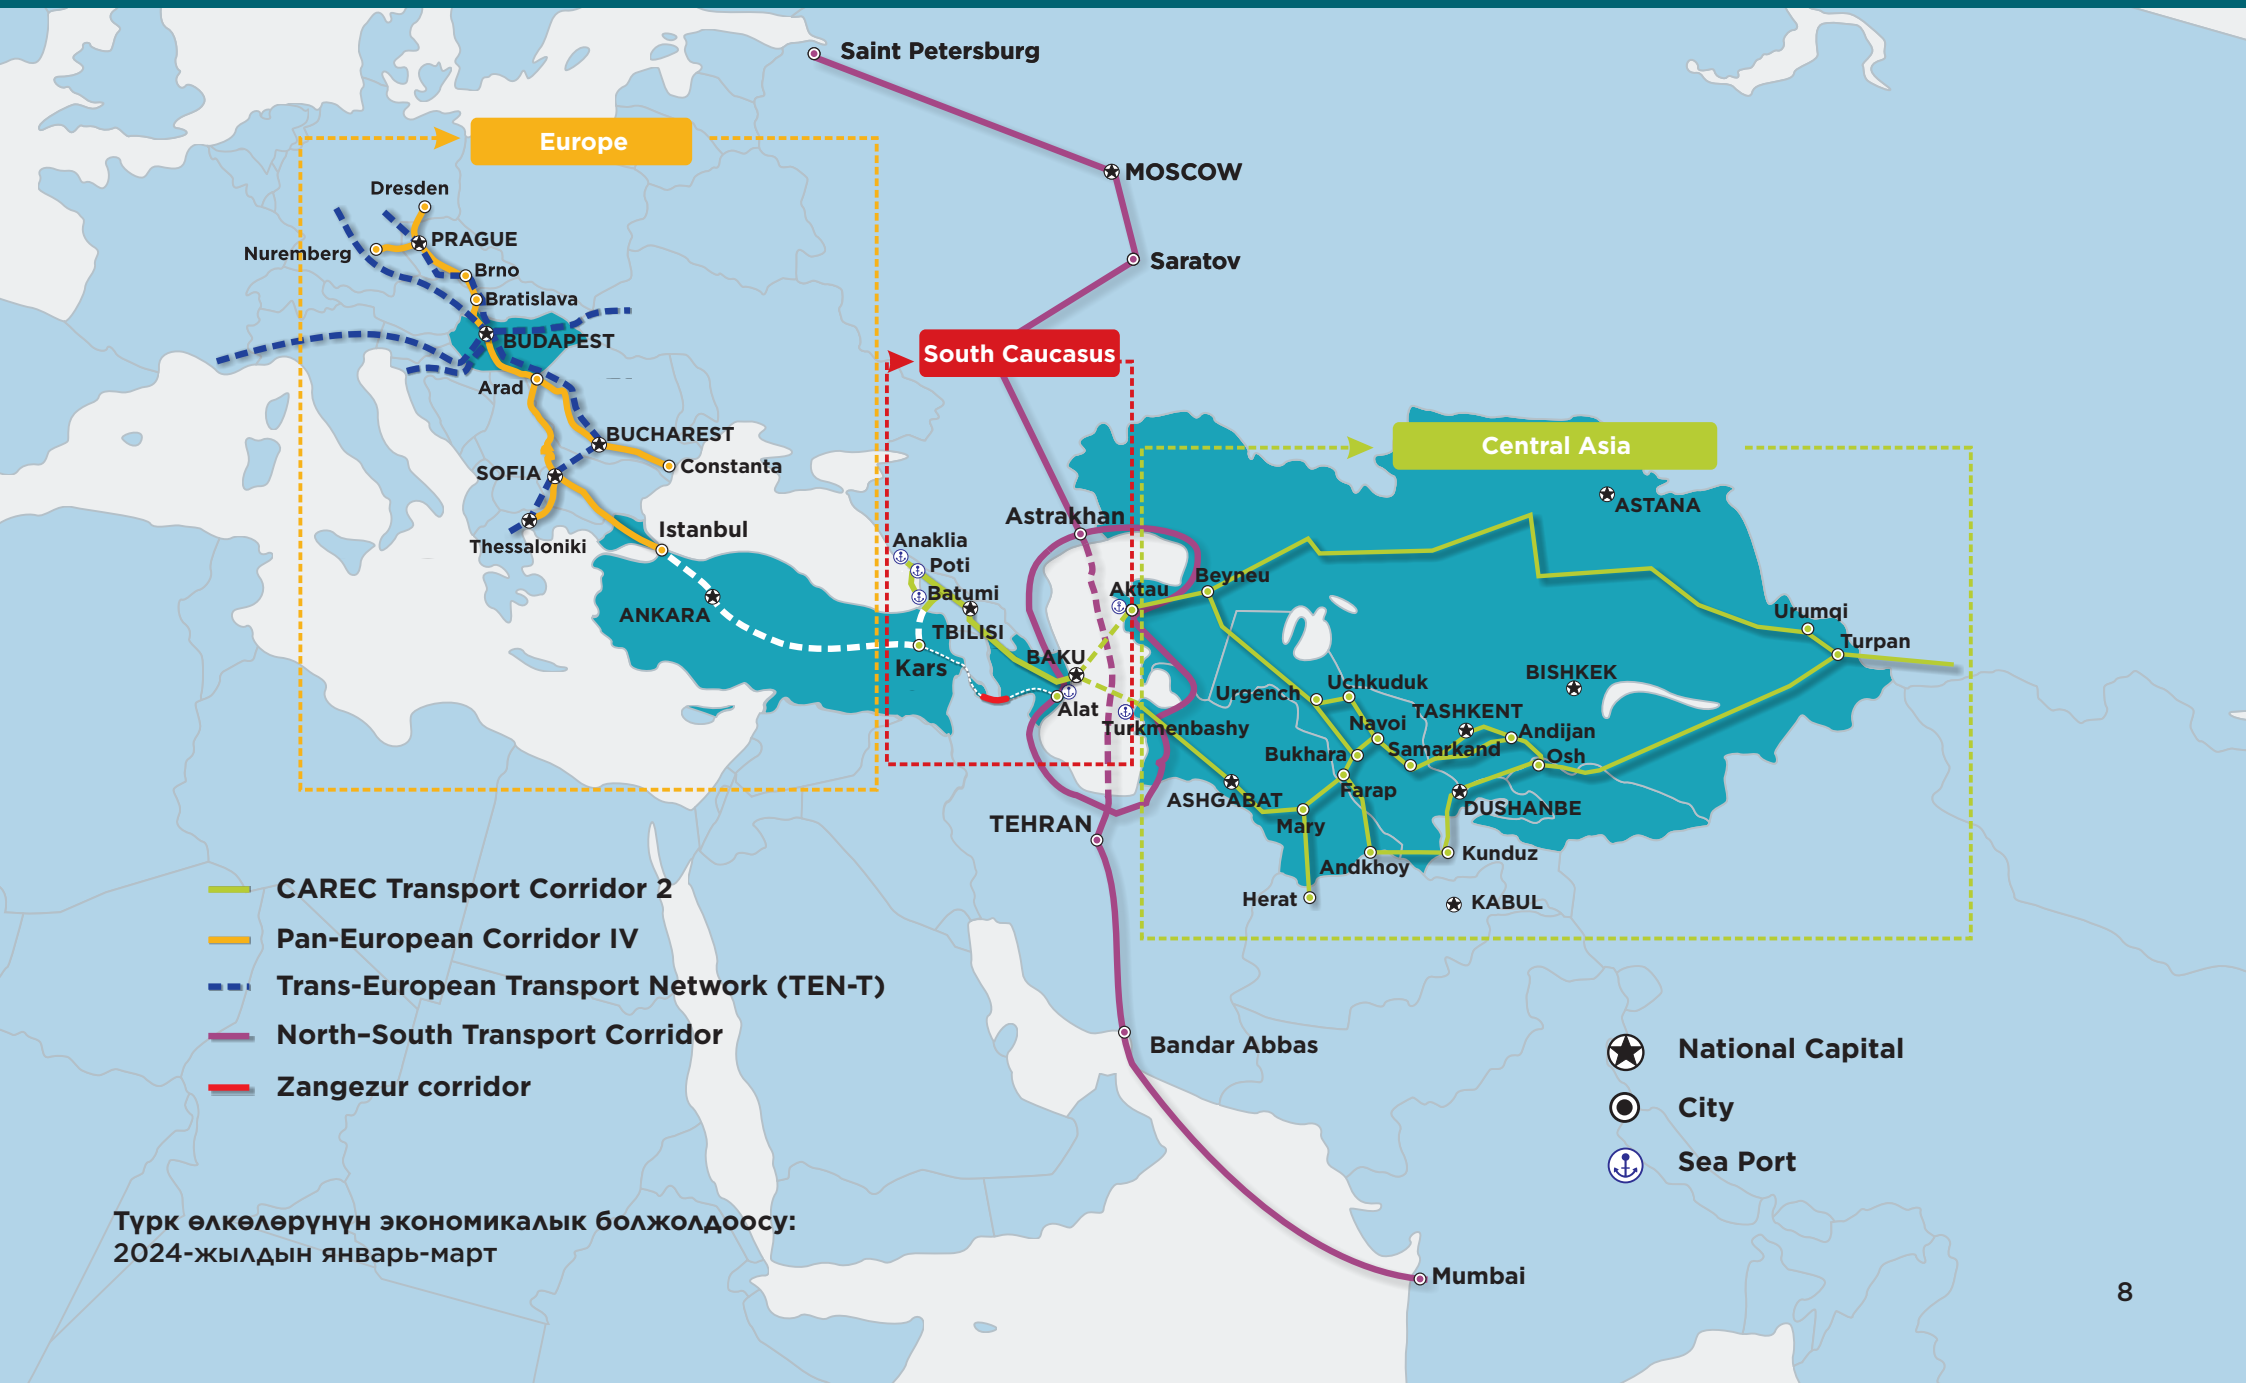 Saint Petersburg
Europe
MOSCOW
Dresden
PRAGUE
Nuremberg
Brno
Saratov
Bratislava
BUDAPEST
South Caucasus
Arad
BUCHAREST
Central Asia
Constanta
SOFIA
ASTANA
Astrakhan
Istanbul
Thessaloniki
Anaklia
Poti
Beyneu
Aktau
Batumi
ANKARA
Urumqi
TBILISI
Turpan
BAKU
Kars
BISHKEK
Uchkuduk
Urgench
Alat
TASHKENT
Navoi
Turkmenbashy
Andijan
Samarkand
Bukhara
Osh
Farap
ASHGABAT
DUSHANBE
TEHRAN
Mary
Kunduz
Andkhoy
Herat
KABUL
CAREC Transport Corridor 2
Pan-European Corridor IV
Trans-European Transport Network (TEN-T)
North–South Transport Corridor
Zangezur corridor
Bandar Abbas
National Capital
City
Sea Port
Түрк өлкөлөрүнүн экономикалык болжолдоосу:
2024-жылдын январь-март
Mumbai
8